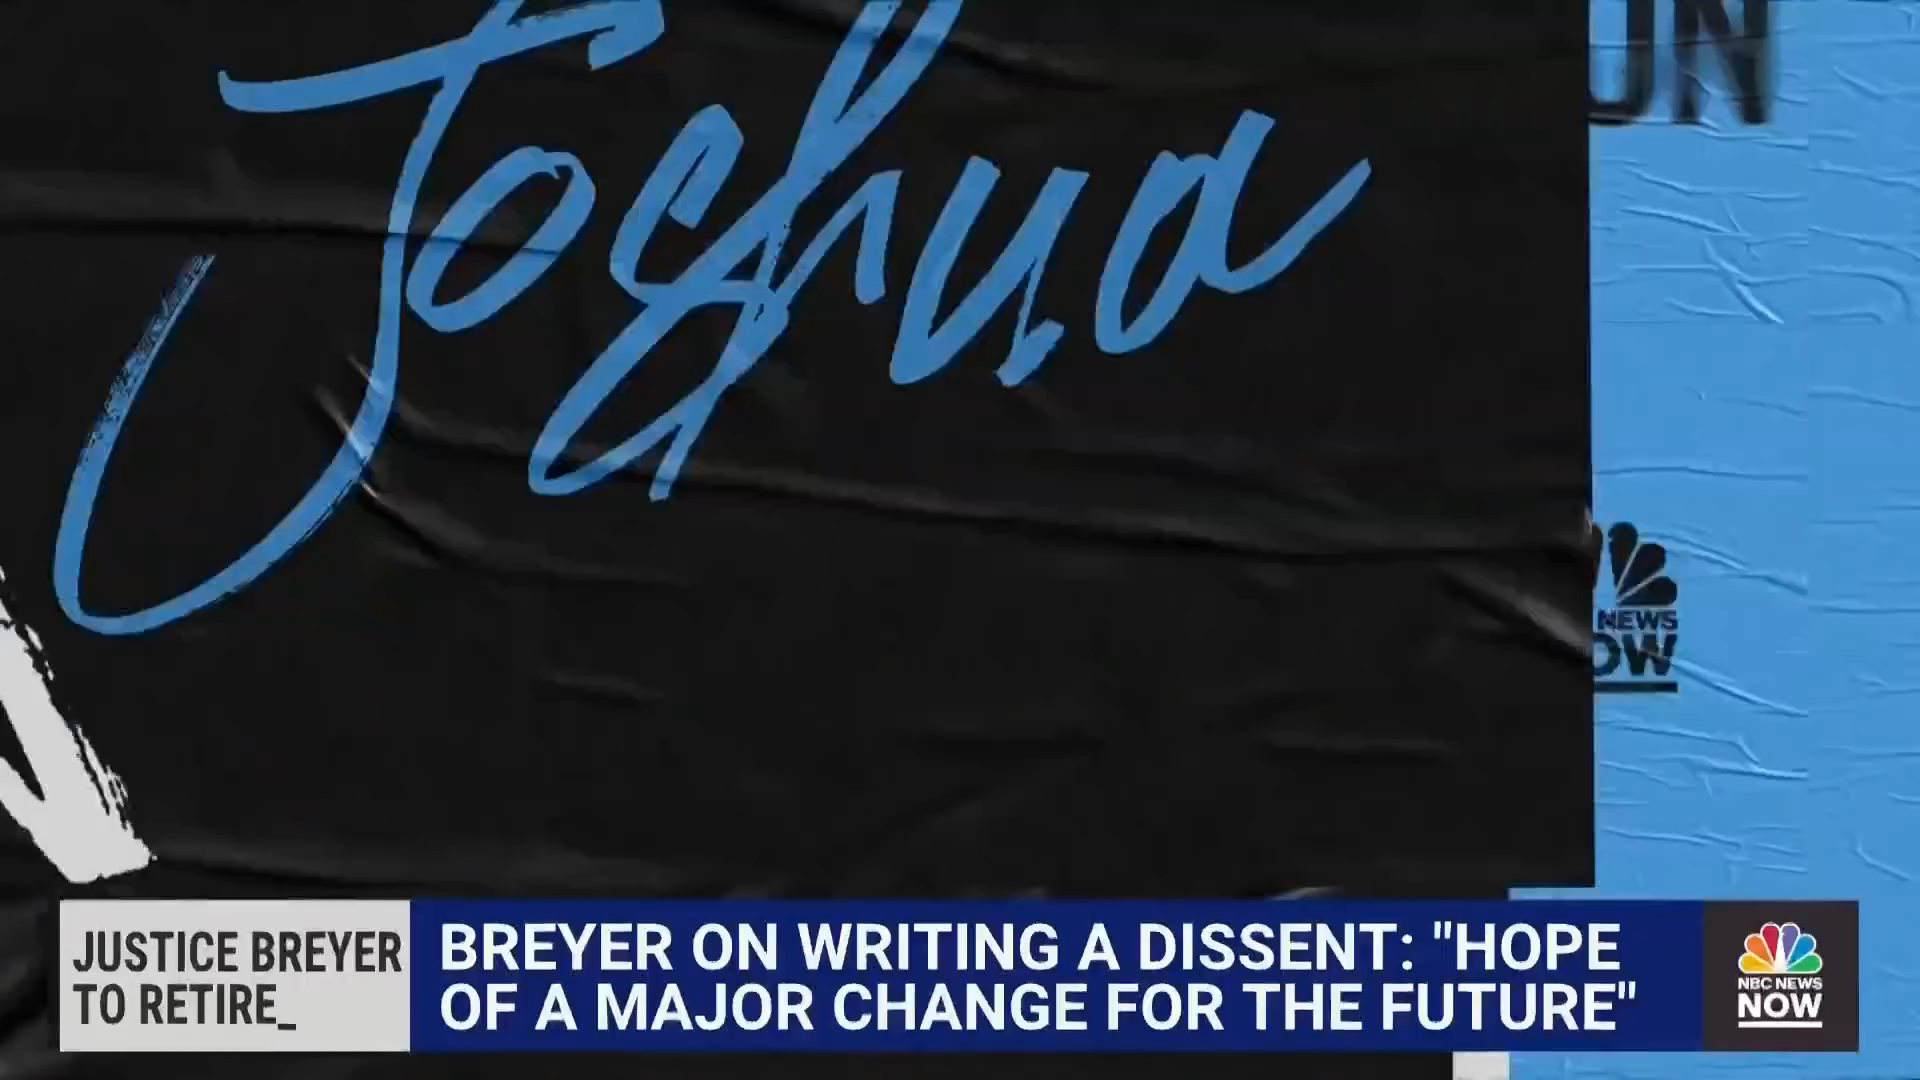 Joshua
NEWS
JUSTICE BREYER
TO RETIRE_
BREYER ON WRITING A DISSENT: "HOPE
OF A MAJOR CHANGE FOR THE FUTURE"
NBC NEWS
NOW